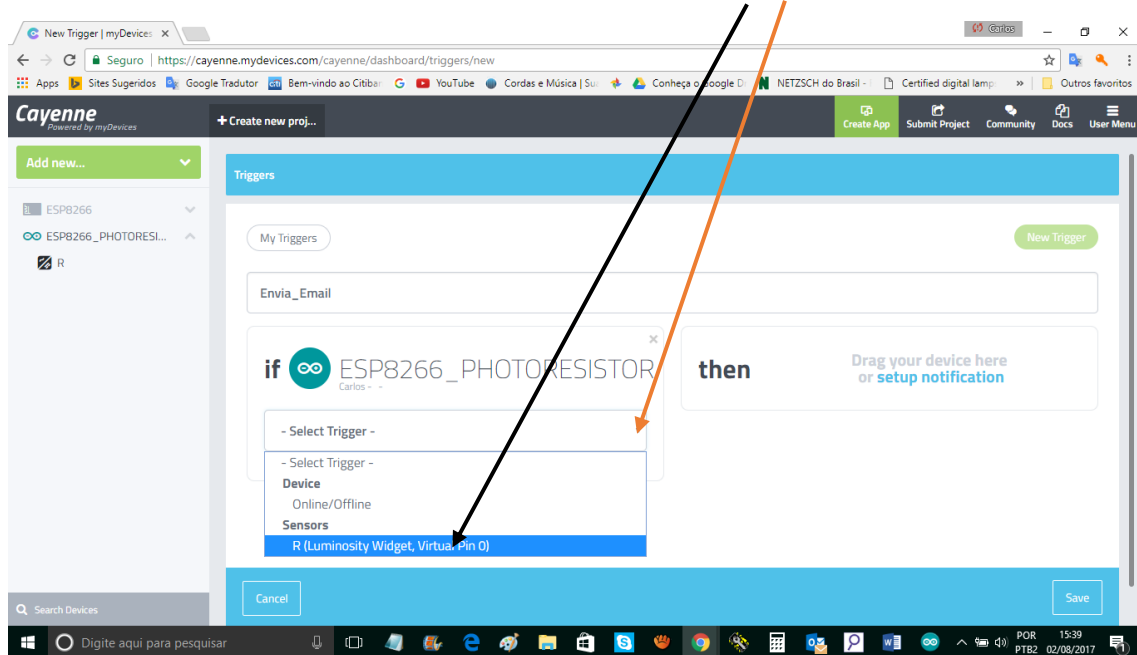 New Trigger | myDevices
Carlos
Seguro | https://cayenne.mydevices.com/cayenne/dashboard/triggers/new
Apps Sites Sugeridos Google Tradutor citi Bem-vindo ao Citiban G YouTube Cordas e Música | Su Conheça o Google D N NETZSCH do Brasil - Certified digital lamp » Outros favoritos
Cayenne
Powered by myDevices
+ Create new proj...
Create App Submit Project Community Docs User Menu
Add new...
Triggers
ESP8266
ESP8266_PHOTORESI...
R
My Triggers
New Trigger
Envia_Email
if ESP8266_PHOTORESISTOR
Carlos - -
then
Drag your device here
or setup notification
- Select Trigger -
- Select Trigger -
Device
Online/Offline
Sensors
R (Luminosity Widget, Virtual Pin 0)
Cancel
Save
Search Devices
Digite aqui para pesquisar
POR 15:39
PTB2 02/08/2017